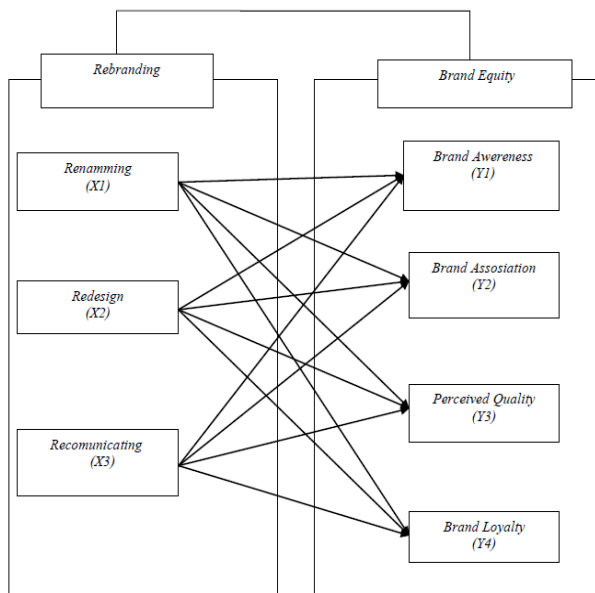 Rebranding
Brand Equity
Renamming
(X1)
Redesign
(X2)
Recomunicating
(X3)
Brand Awereness
(Y1)
Brand Assosiation
(Y2)
Perceived Quality
(Y3)
Brand Loyalty
(Y4)